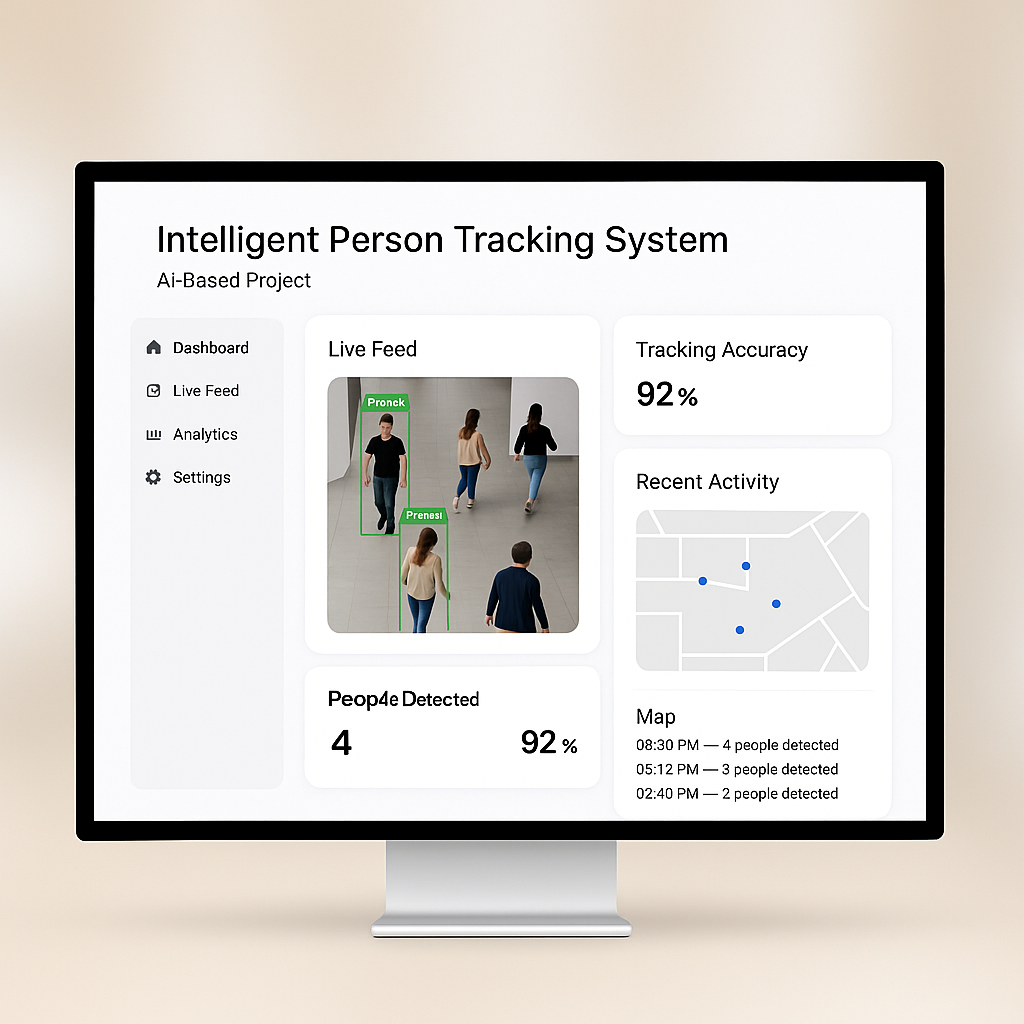 Intelligent Person Tracking System
Ai-Based Project
Dashboard
Live Feed
Analytics
Settings
Live Feed
Pronck
Prenesi
Peop4e Detected
4
92 %
Tracking Accuracy
92 %
Recent Activity
Map
08:30 PM — 4 people detected
05:12 PM — 3 people detected
02:40 PM — 2 people detected